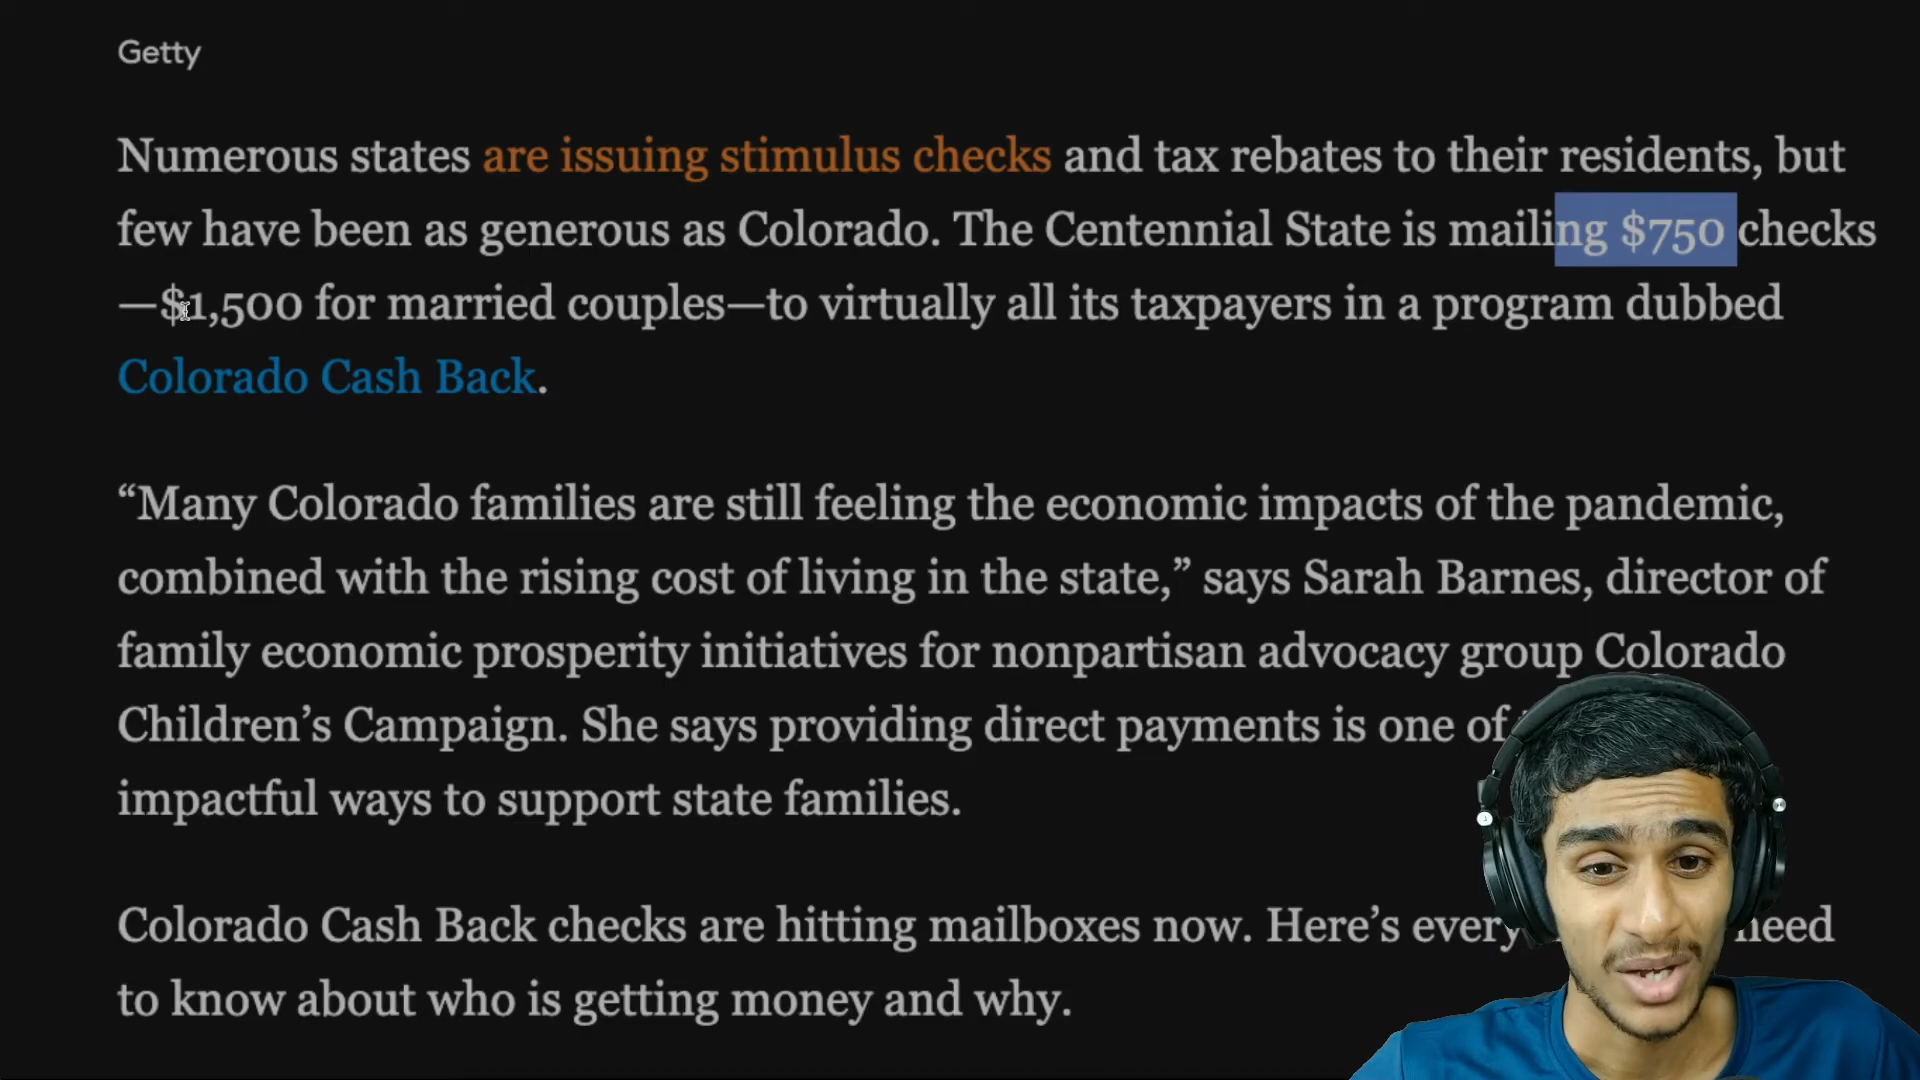 Getty
Numerous states are issuing stimulus checks and tax rebates to their residents, but
few have been as generous as Colorado. The Centennial State is mailing $750 checks
—$1,500 for married couples—to virtually all its taxpayers in a program dubbed
Colorado Cash Back.
“Many Colorado families are still feeling the economic impacts of the pandemic,
combined with the rising cost of living in the state,” says Sarah Barnes, director of
family economic prosperity initiatives for nonpartisan advocacy group Colorado
Children’s Campaign. She says providing direct payments is one of
impactful ways to support state families.
Colorado Cash Back checks are hitting mailboxes now. Here’s every need
to know about who is getting money and why.